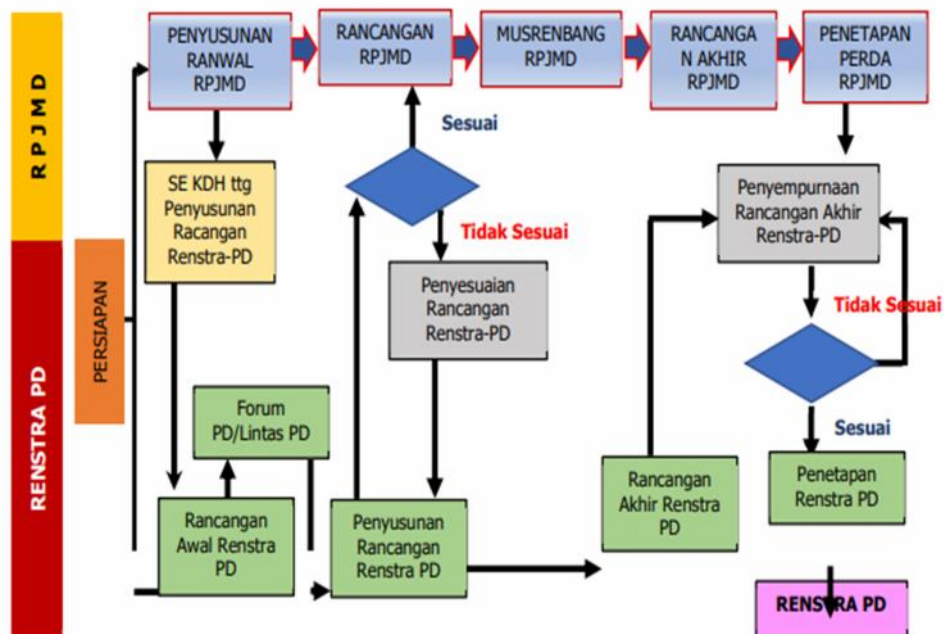 RPJMD
RENSTRA PD
PERSIAPAN
PENYUSUNAN
RANWAL
RPJMD
RANCANGAN
RPJMD
MUSRENBANG
RPJMD
RANCANGA
N AKHIR
RPJMD
PENETAPAN
PERDA
RPJMD
SE KDH ttg
Penyusunan
Racangan
Renstra-PD
Sesuai
Tidak Sesuai
Penyesuaian
Rancangan
Renstra-PD
Penyempurnaan
Rancangan Akhir
Renstra-PD
Tidak Sesuai
Sesuai
Forum
PD/Lintas PD
Rancangan
Awal Renstra
PD
Penyusunan
Rancangan
Renstra PD
Rancangan
Akhir Renstra
PD
Penetapan
Renstra PD
RENSTRA PD